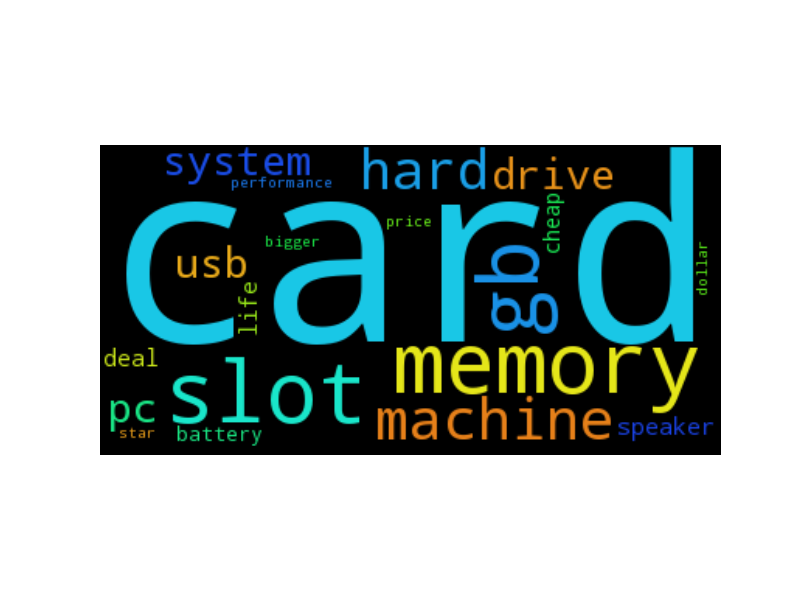 system
hard
drive
performance
card
cheap
price
bigger
usb
gb
dollar
life
memory
deal
slot
pc
machine
star
battery
speaker